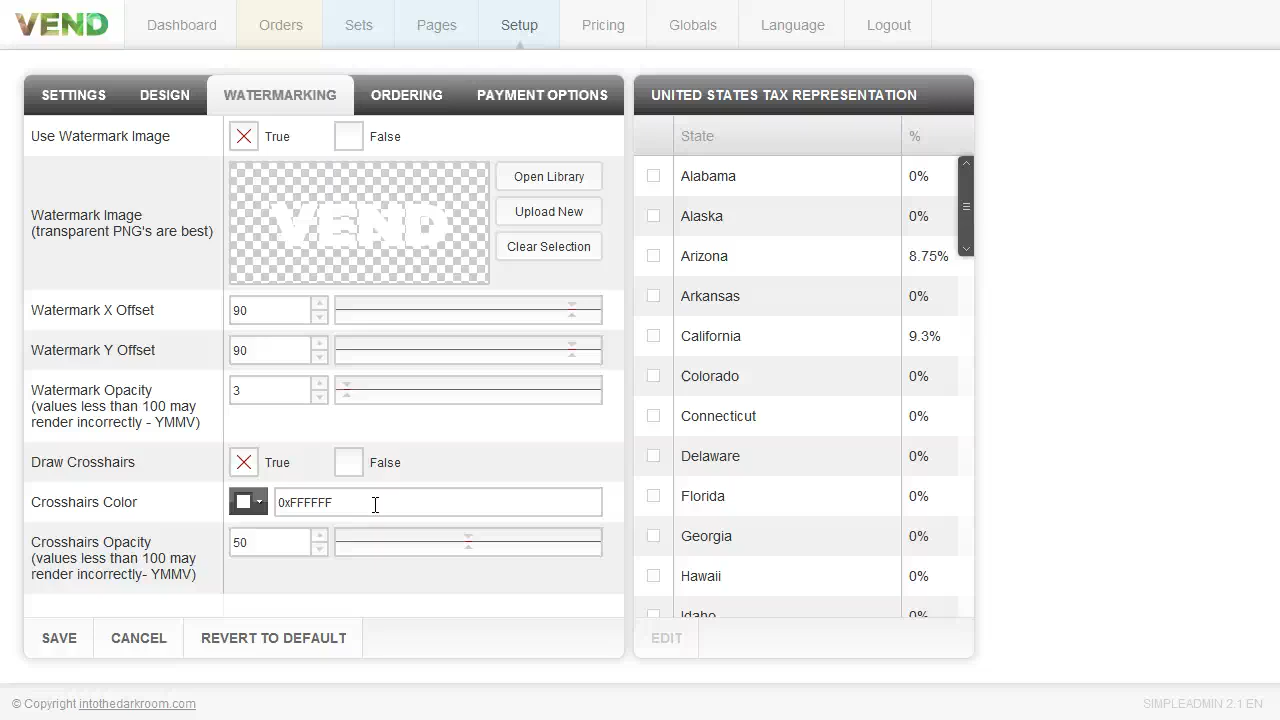 VEND
Dashboard
Orders
Sets
Pages
Setup
Pricing
Globals
Language
Logout
SETTINGS
DESIGN
WATERMARKING
ORDERING
PAYMENT OPTIONS
Use Watermark Image
True
False
Watermark Image
(transparent PNG's are best)
VEND
Open Library
Upload New
Clear Selection
Watermark X Offset
90
Watermark Y Offset
90
Watermark Opacity
(values less than 100 may
render incorrectly - YMMV)
3
Draw Crosshairs
True
False
Crosshairs Color
0xFFFFFF
Crosshairs Opacity
(values less than 100 may
render incorrectly- YMMV)
50
SAVE
CANCEL
REVERT TO DEFAULT
UNITED STATES TAX REPRESENTATION
State %
Alabama 0%
Alaska 0%
Arizona 8.75%
Arkansas 0%
California 9.3%
Colorado 0%
Connecticut 0%
Delaware 0%
Florida 0%
Georgia 0%
Hawaii 0%
Idaho 0%
EDIT
© Copyright intothedarkroom.com
SIMPLEADMIN 2.1 EN